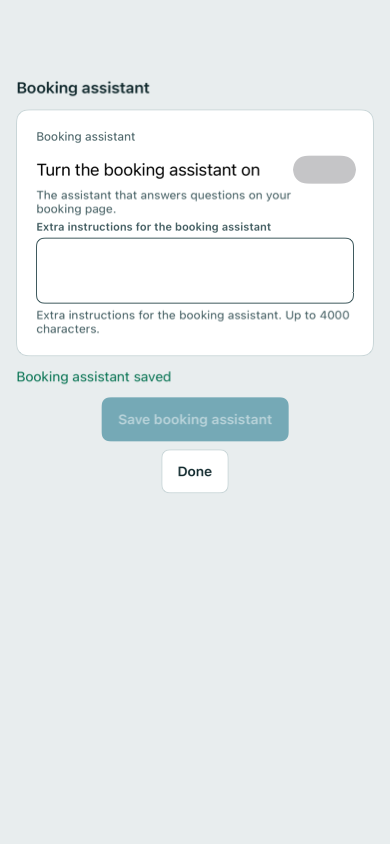 Booking assistant
Booking assistant
Turn the booking assistant on
The assistant that answers questions on your
booking page.
Extra instructions for the booking assistant
Extra instructions for the booking assistant. Up to 4000
characters.
Booking assistant saved
Save booking assistant
Done